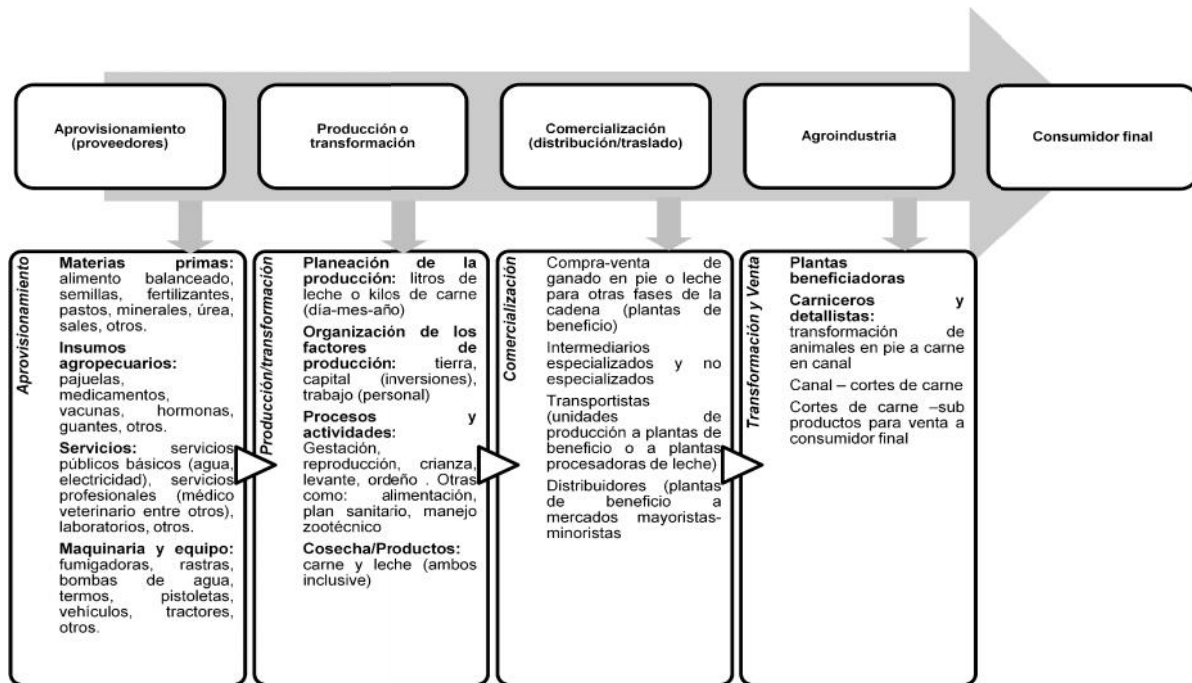 Aprovisionamiento
(proveedores)
Producción o
transformación
Comercialización
(distribución/traslado)
Agroindustria
Consumidor final
Aprovisionamiento
Materias primas:
alimento balanceado,
semillas, fertilizantes,
pastos, minerales, úrea,
sales, otros.
Insumos
agropecuarios:
pajuelas,
medicamentos,
vacunas, hormonas,
guantes, otros.
Servicios: servicios
públicos básicos (agua,
electricidad), servicios
profesionales (médico
veterinario entre otros),
laboratorios, otros.
Maquinaria y equipo:
fumigadoras, rastras,
bombas de agua,
termos, pistoletas,
vehículos, tractores,
otros.
Producción/transformación
Planeación de la
producción: litros de
leche o kilos de carne
(día-mes-año)
Organización de los
factores de
producción: tierra,
capital (inversiones),
trabajo (personal)
Procesos y
actividades:
Gestación,
reproducción, crianza,
levante, ordeño . Otras
como: alimentación,
plan sanitario, manejo
zootécnico
Cosecha/Productos:
carne y leche (ambos
inclusive)
Comercialización
Compra-venta de
ganado en pie o leche
para otras fases de la
cadena (plantas de
beneficio)
Intermediarios
especializados y no
especializados
Transportistas
(unidades de
producción a plantas de
beneficio o a plantas
procesadoras de leche)
Distribuidores (plantas
de beneficio a
mercados mayoristas-
minoristas
Transformación y Venta
Plantas
beneficiadoras
Carniceros y
detallistas:
transformación de
animales en pie a carne
en canal
Canal – cortes de carne
Cortes de carne –sub
productos para venta a
consumidor final